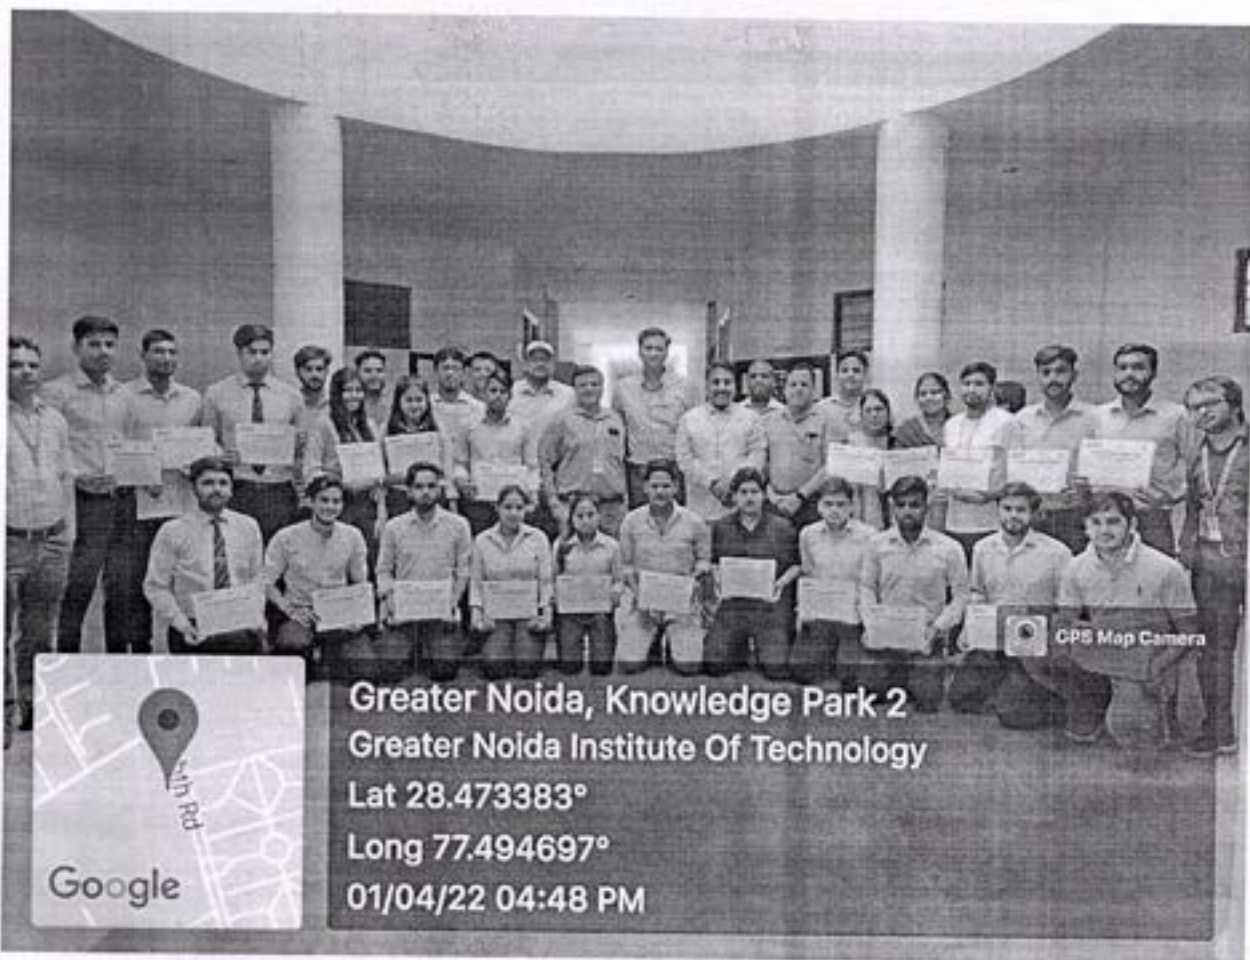 GPS Map Camera
Greater Noida, Knowledge Park 2
Greater Noida Institute Of Technology
Lat 28.473383°
Long 77.494697°
01/04/22 04:48 PM
Rd
Google